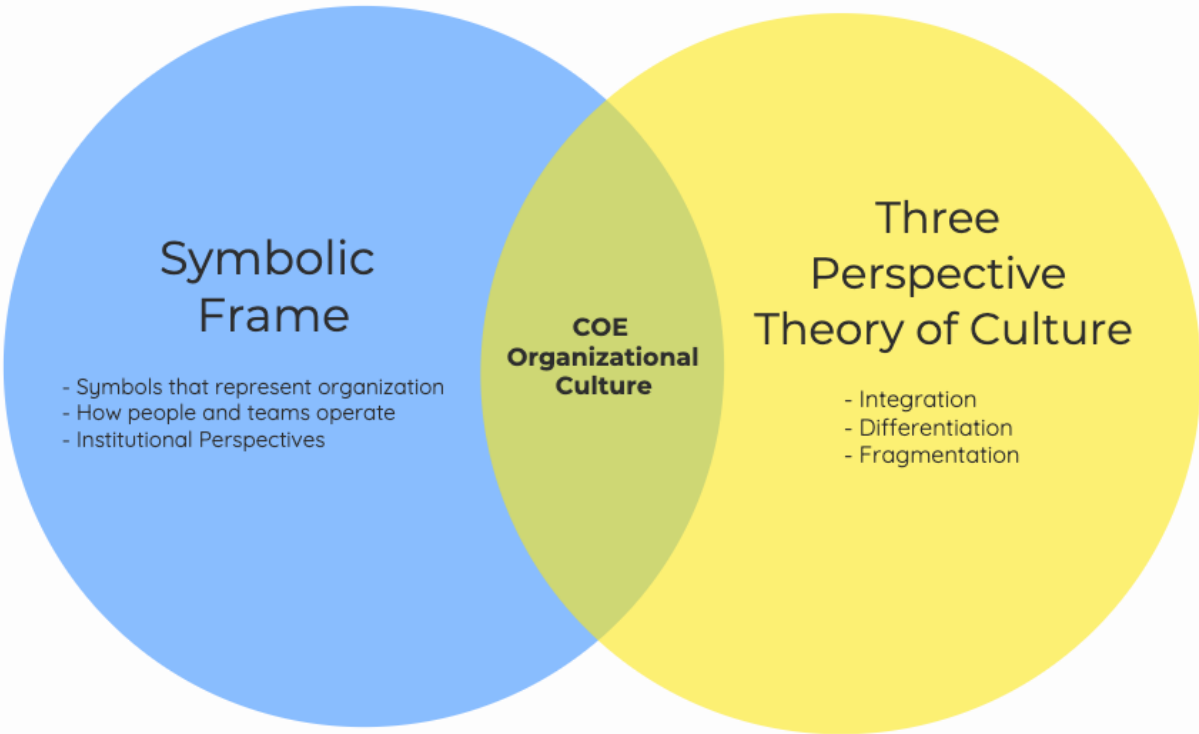 Symbolic
Frame
- Symbols that represent organization
- How people and teams operate
- Institutional Perspectives
COE
Organizational
Culture
Three
Perspective
Theory of Culture
- Integration
- Differentiation
- Fragmentation